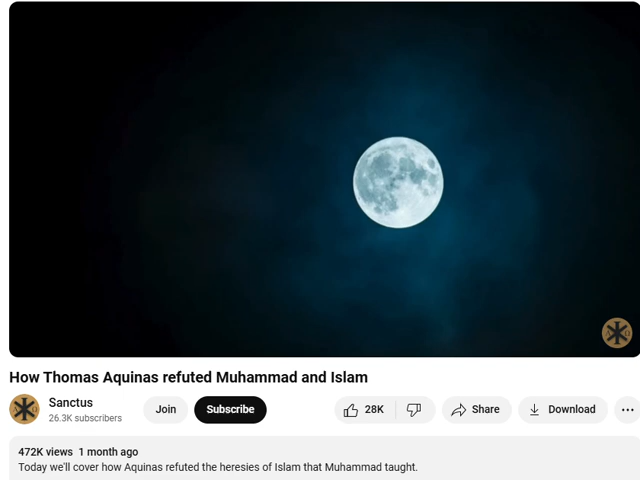 How Thomas Aquinas refuted Muhammad and Islam
Sanctus
26.3K subscribers
Join
Subscribe
28K
Share
Download
472K views 1 month ago
Today we'll cover how Aquinas refuted the heresies of Islam that Muhammad taught.